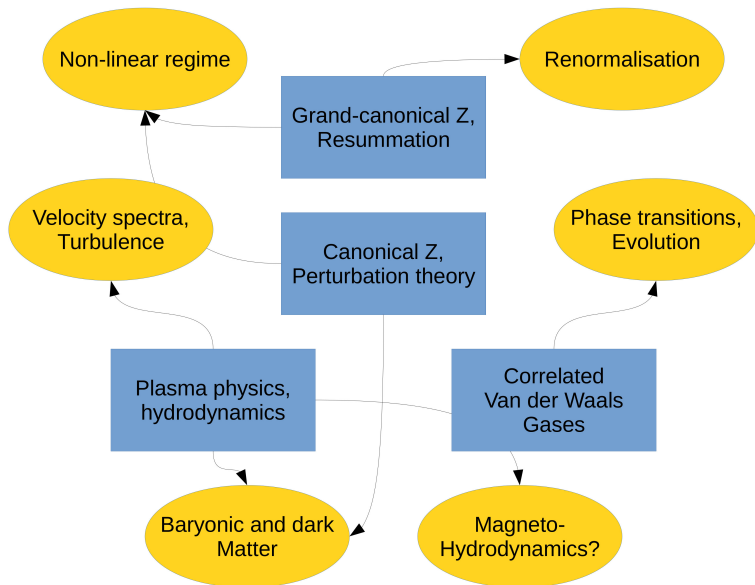 Non-linear regime
Renormalisation
Grand-canonical Z,
Resummation
Velocity spectra,
Turbulence
Canonical Z,
Perturbation theory
Phase transitions,
Evolution
Plasma physics,
hydrodynamics
Correlated
Van der Waals
Gases
Baryonic and dark
Matter
Magneto-
Hydrodynamics?